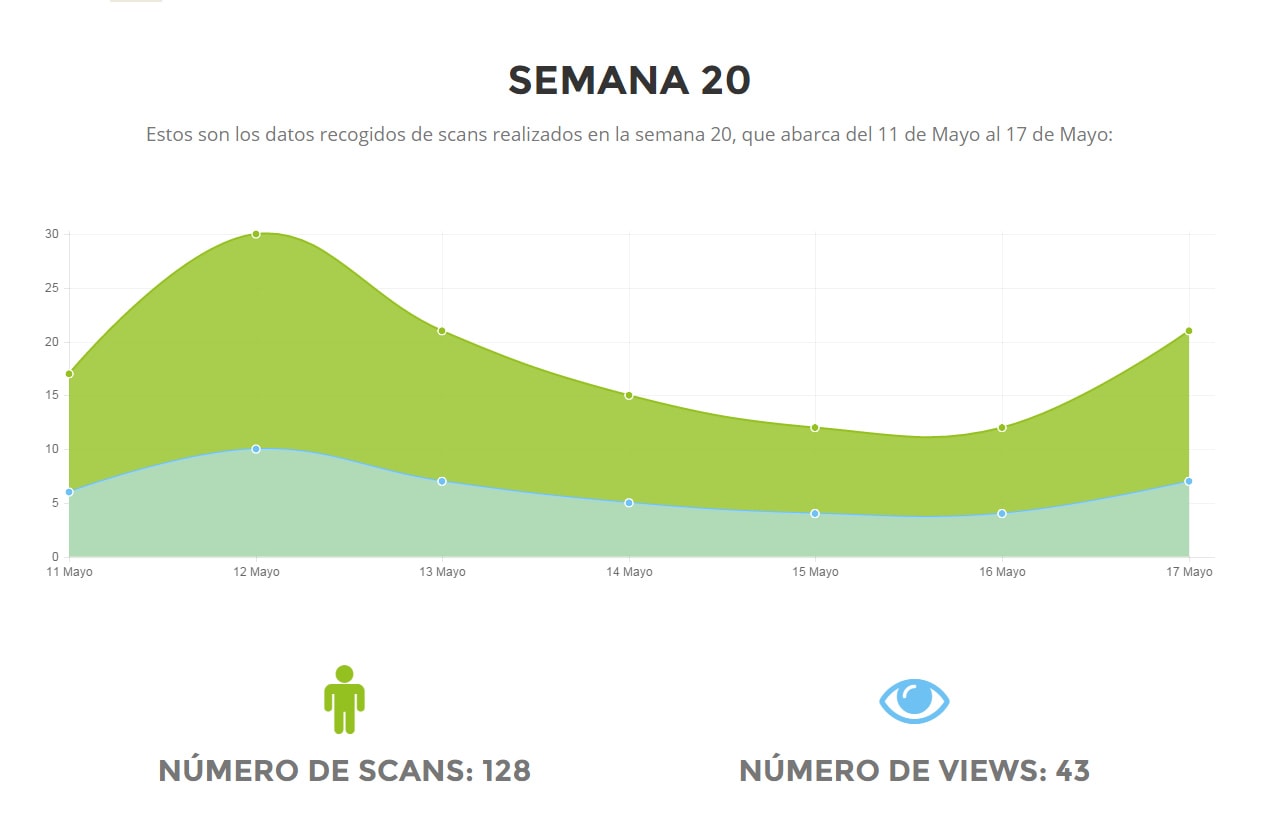 SEMANA 20
Estos son los datos recogidos de scans realizados en la semana 20, que abarca del 11 de Mayo al 17 de Mayo:
30
25
20
15
10
5
0
11 Mayo 12 Mayo 13 Mayo 14 Mayo 15 Mayo 16 Mayo 17 Mayo
NÚMERO DE SCANS: 128
NÚMERO DE VIEWS: 43